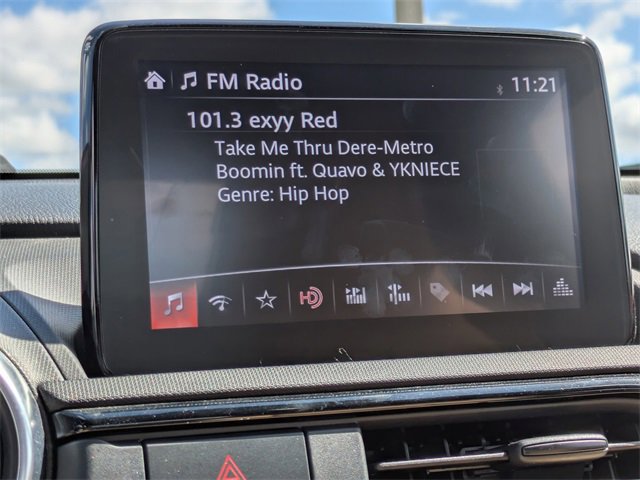 FM Radio
11:21
101.3 exyy Red
Take Me Thru Dere-Metro
Boomin ft. Quavo & YKNIECE
Genre: Hip Hop
HD